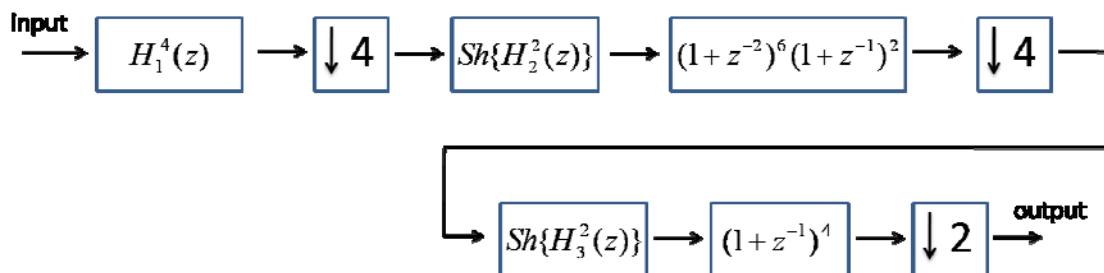 input
H_1^4(z)
↓ 4
Sh{H_2^2(z)}
(1 + z^{-2})^6 (1 + z^{-1})^2
↓ 4
Sh{H_3^2(z)}
(1 + z^{-1})^4
↓ 2
output